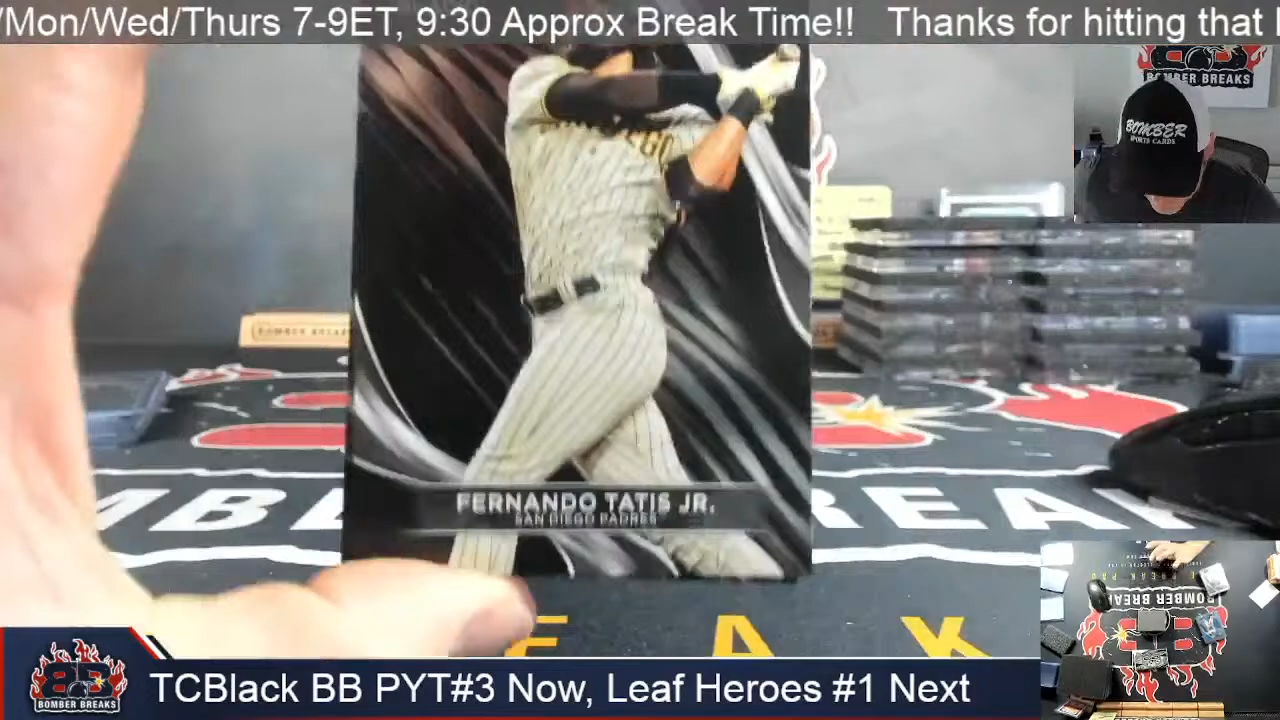 /Mon/Wed/Thurs 7-9ET, 9:30 Approx Break Time!! Thanks for hitting that
BOMBER BREAKS
BOMBER
SPORTS CARDS
FERNANDO TATIS JR.
SAN DIEGO PADRES
REAK
E A K
BOMBER BREAKS
TCBlack BB PYT#3 Now, Leaf Heroes #1 Next